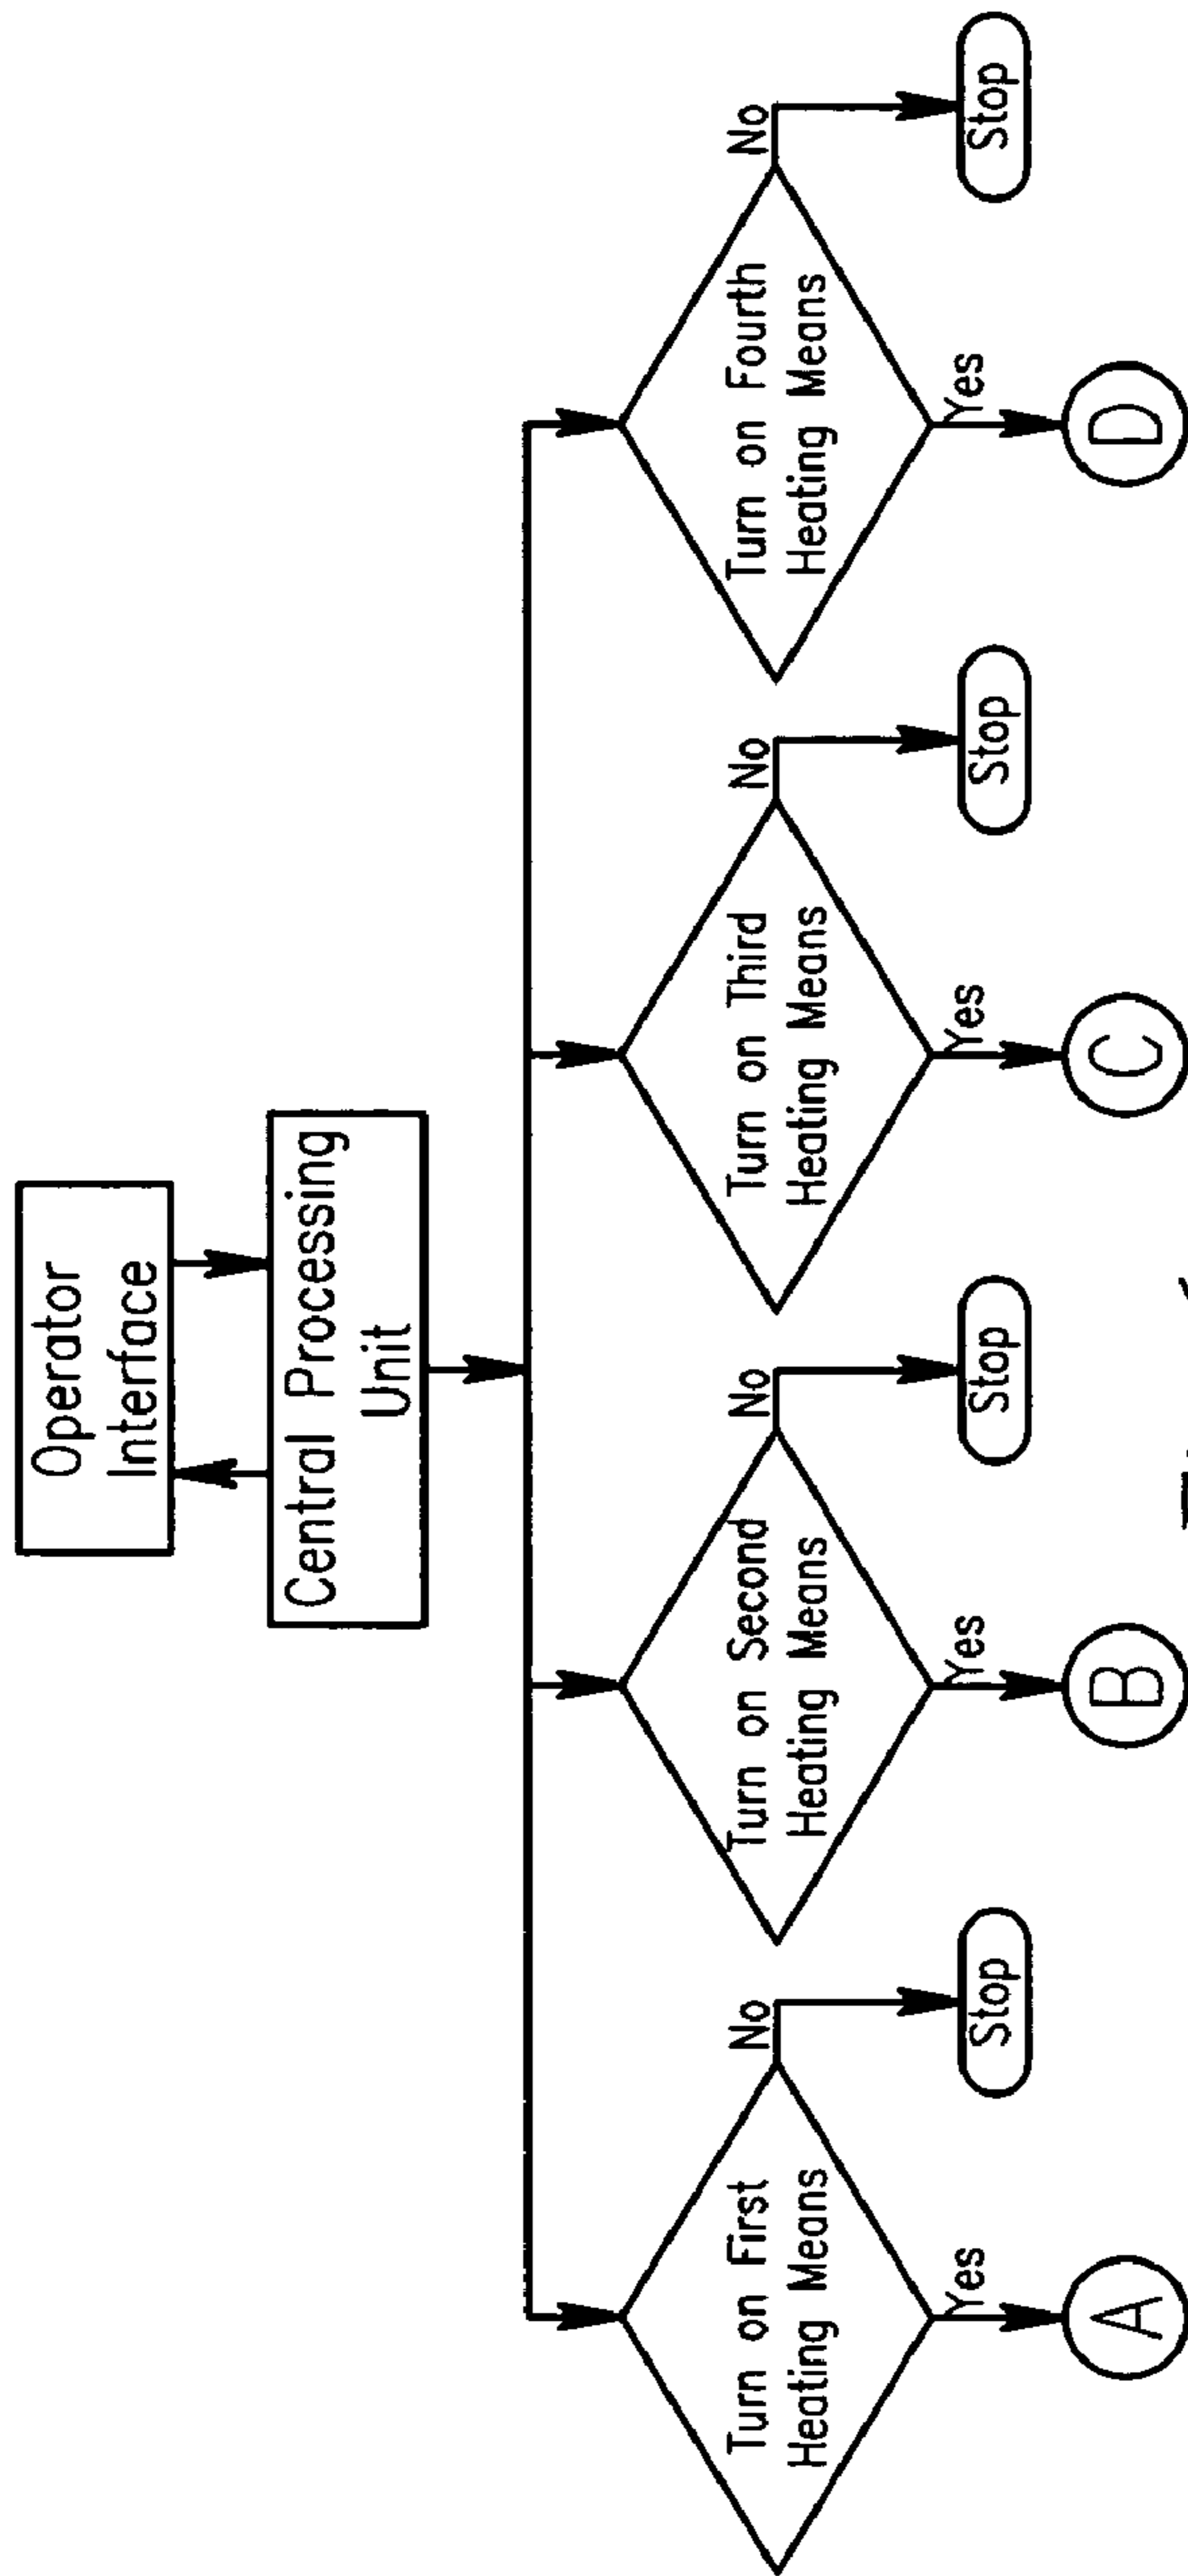 Operator
Interface
Central Processing
Unit
Turn on First
Heating Means
No
Stop
Yes
A
Turn on Second
Heating Means
No
Stop
Yes
B
Turn on Third
Heating Means
No
Stop
Yes
C
Turn on Fourth
Heating Means
No
Stop
Yes
D